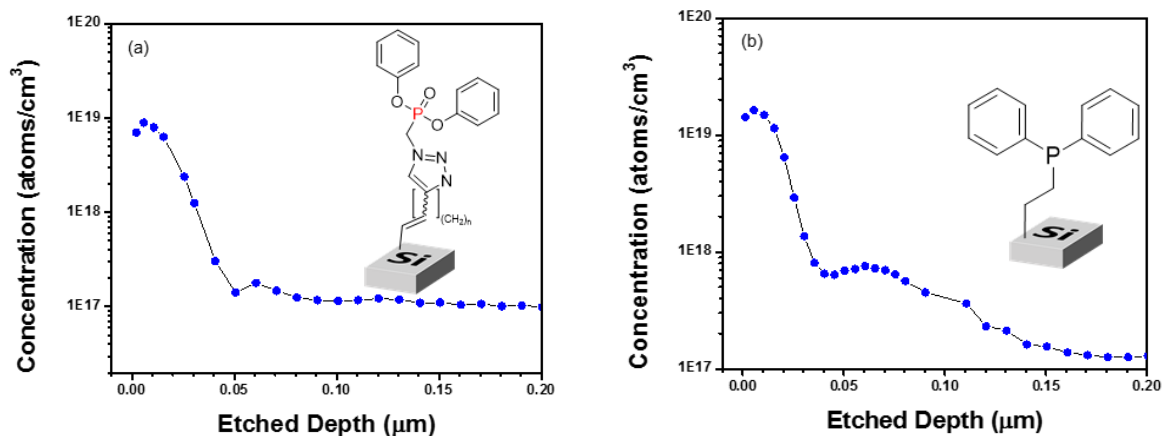 (a)
1E20
1E19
1E18
1E17
Concentration (atoms/cm³)
0.00 0.05 0.10 0.15 0.20
Etched Depth (μm)
O
O
P
O
N
N
N
(CH2)n
Si
(b)
1E20
1E19
1E18
1E17
Concentration (atoms/cm³)
0.00 0.05 0.10 0.15 0.20
Etched Depth (μm)
P
Si